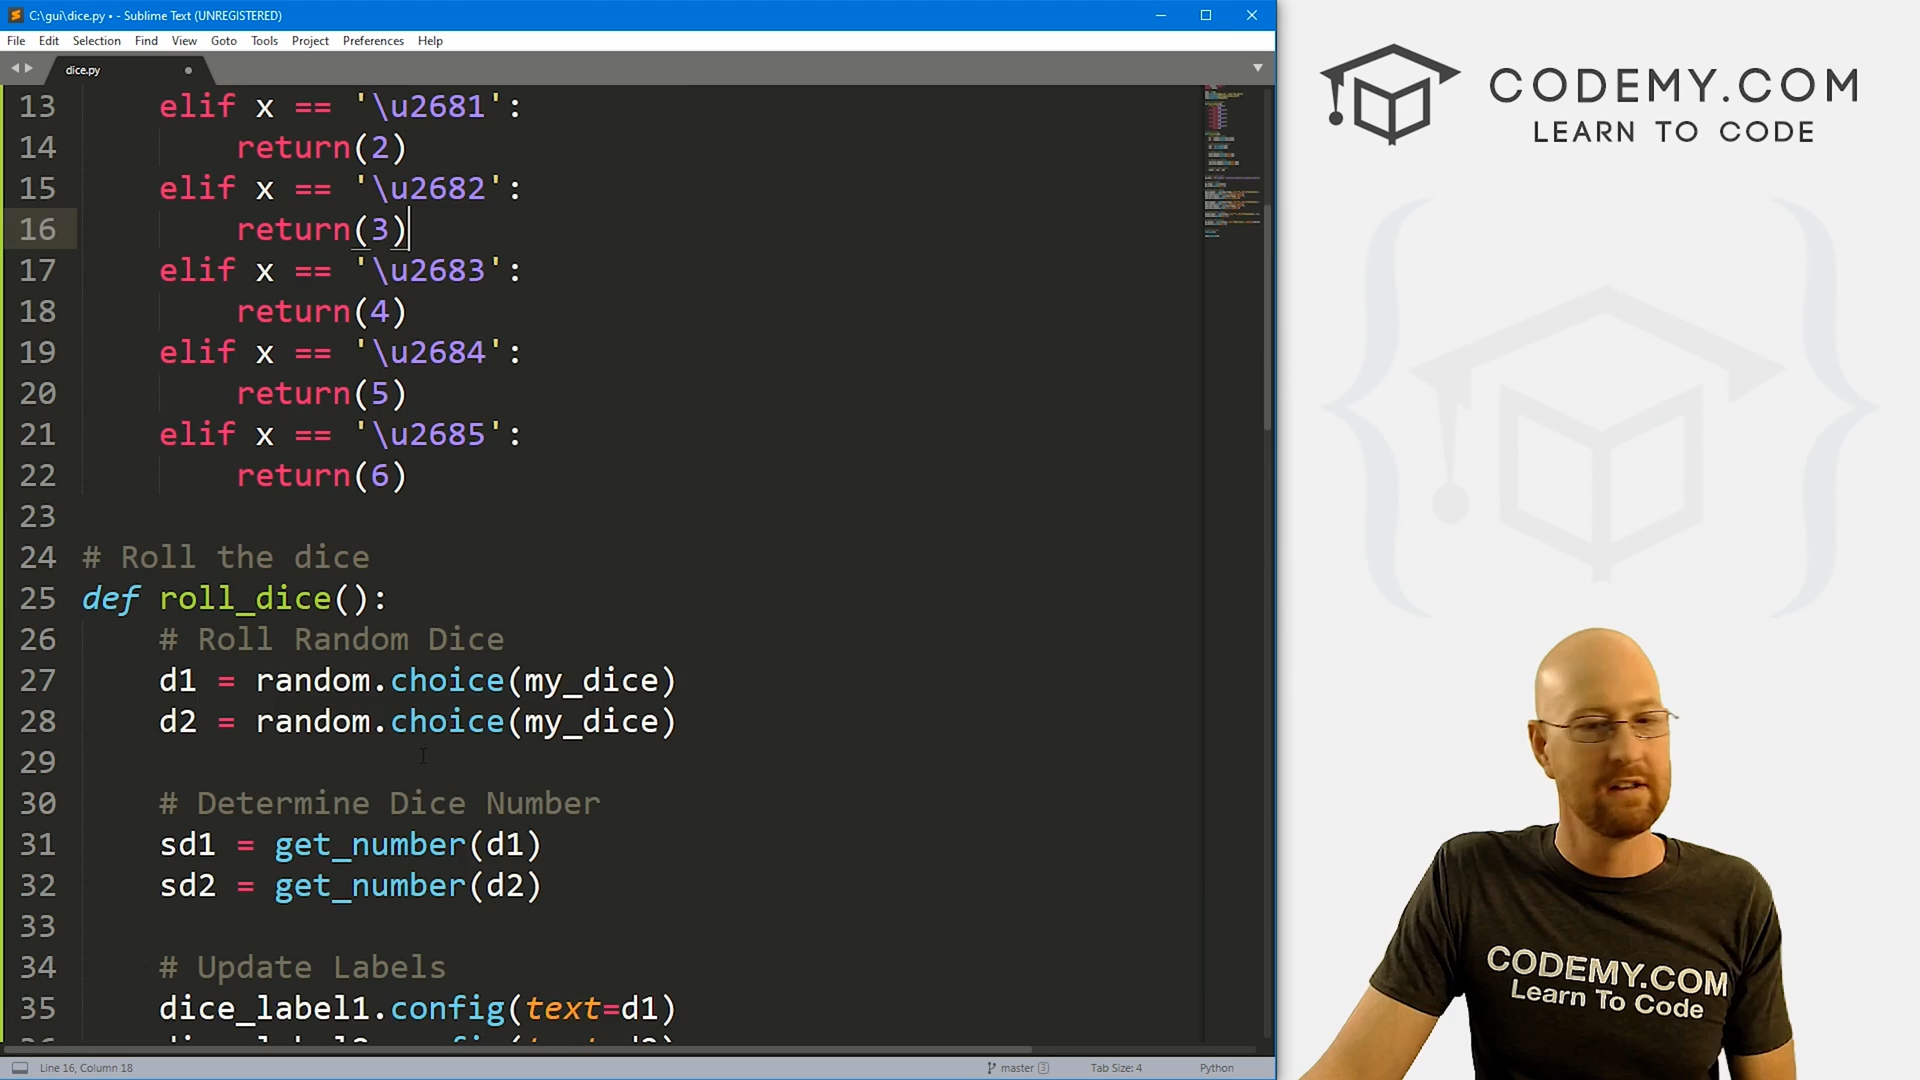 C:\gui\dice.py • - Sublime Text (UNREGISTERED)
File Edit Selection Find View Goto Tools Project Preferences Help
dice.py
13 elif x == '\u2681':
14 return(2)
15 elif x == '\u2682':
16 return(3)
17 elif x == '\u2683':
18 return(4)
19 elif x == '\u2684':
20 return(5)
21 elif x == '\u2685':
22 return(6)
23
24 # Roll the dice
25 def roll_dice():
26 # Roll Random Dice
27 d1 = random.choice(my_dice)
28 d2 = random.choice(my_dice)
29
30 # Determine Dice Number
31 sd1 = get_number(d1)
32 sd2 = get_number(d2)
33
34 # Update Labels
35 dice_label1.config(text=d1)
Line 16, Column 18
master 3
Tab Size: 4
Python
CODEMY.COM
LEARN TO CODE
CODEMY.COM
Learn To Code